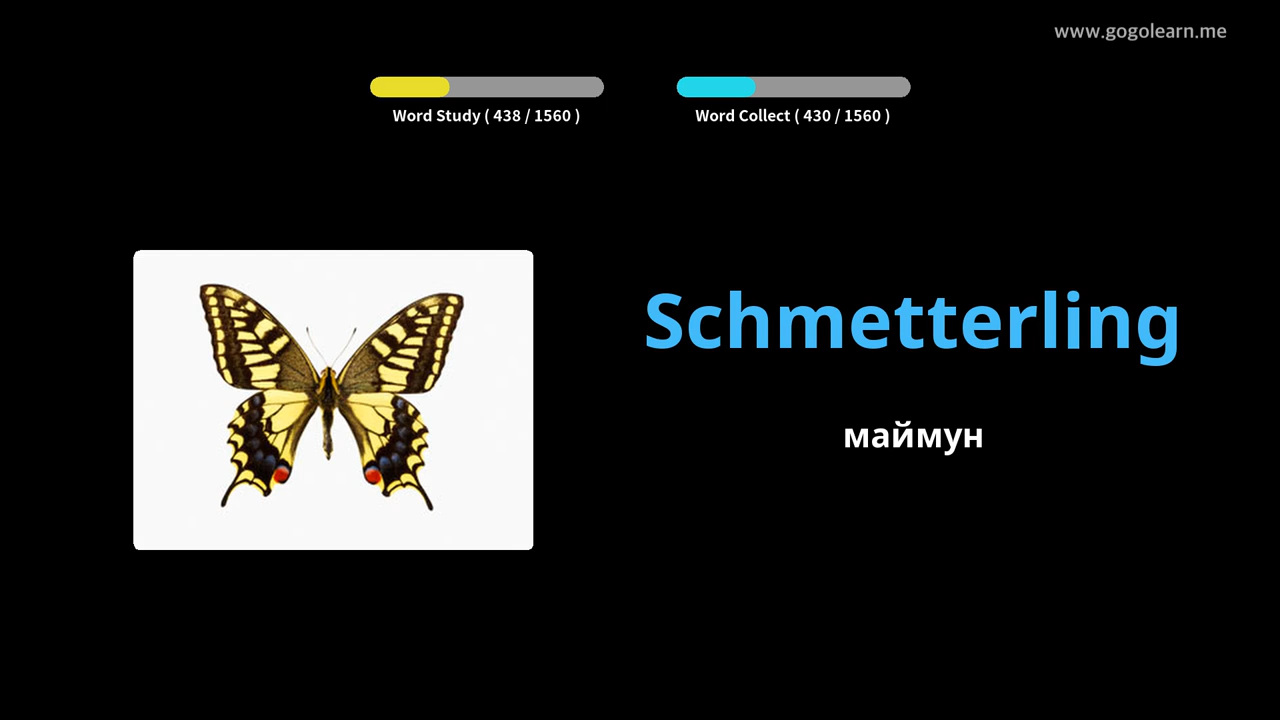 www.gogolearn.me
Word Study ( 438 / 1560 )
Word Collect ( 430 / 1560 )
Schmetterling
маймун